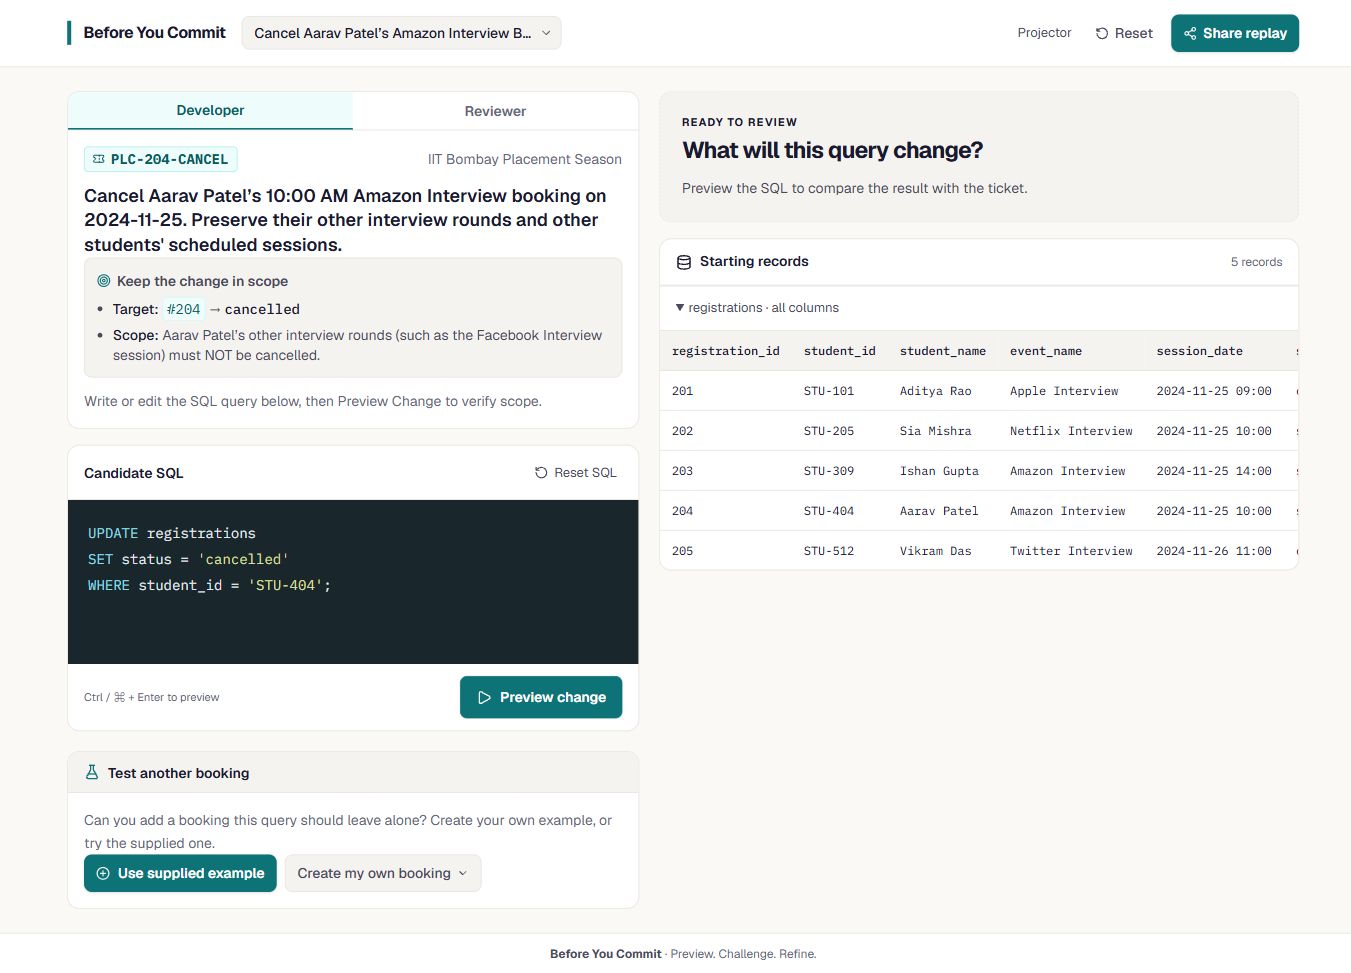 Before You Commit
Cancel Aarav Patel's Amazon Interview B...
Projector
Reset
Share replay
Developer
Reviewer
PLC-204-CANCEL
IIT Bombay Placement Season
Cancel Aarav Patel's 10:00 AM Amazon Interview booking on
2024-11-25. Preserve their other interview rounds and other
students' scheduled sessions.
Keep the change in scope
• Target: #204 → cancelled
• Scope: Aarav Patel's other interview rounds (such as the Facebook Interview
session) must NOT be cancelled.
Write or edit the SQL query below, then Preview Change to verify scope.
Candidate SQL
Reset SQL
UPDATE registrations
SET status = 'cancelled'
WHERE student_id = 'STU-404';
Ctrl / ⌘ + Enter to preview
Preview change
Test another booking
Can you add a booking this query should leave alone? Create your own example, or
try the supplied one.
Use supplied example
Create my own booking
READY TO REVIEW
What will this query change?
Preview the SQL to compare the result with the ticket.
Starting records
5 records
▼ registrations · all columns
registration_id student_id student_name event_name session_date
201 STU-101 Aditya Rao Apple Interview 2024-11-25 09:00
202 STU-205 Sia Mishra Netflix Interview 2024-11-25 10:00
203 STU-309 Ishan Gupta Amazon Interview 2024-11-25 14:00
204 STU-404 Aarav Patel Amazon Interview 2024-11-25 10:00
205 STU-512 Vikram Das Twitter Interview 2024-11-26 11:00
Before You Commit · Preview. Challenge. Refine.